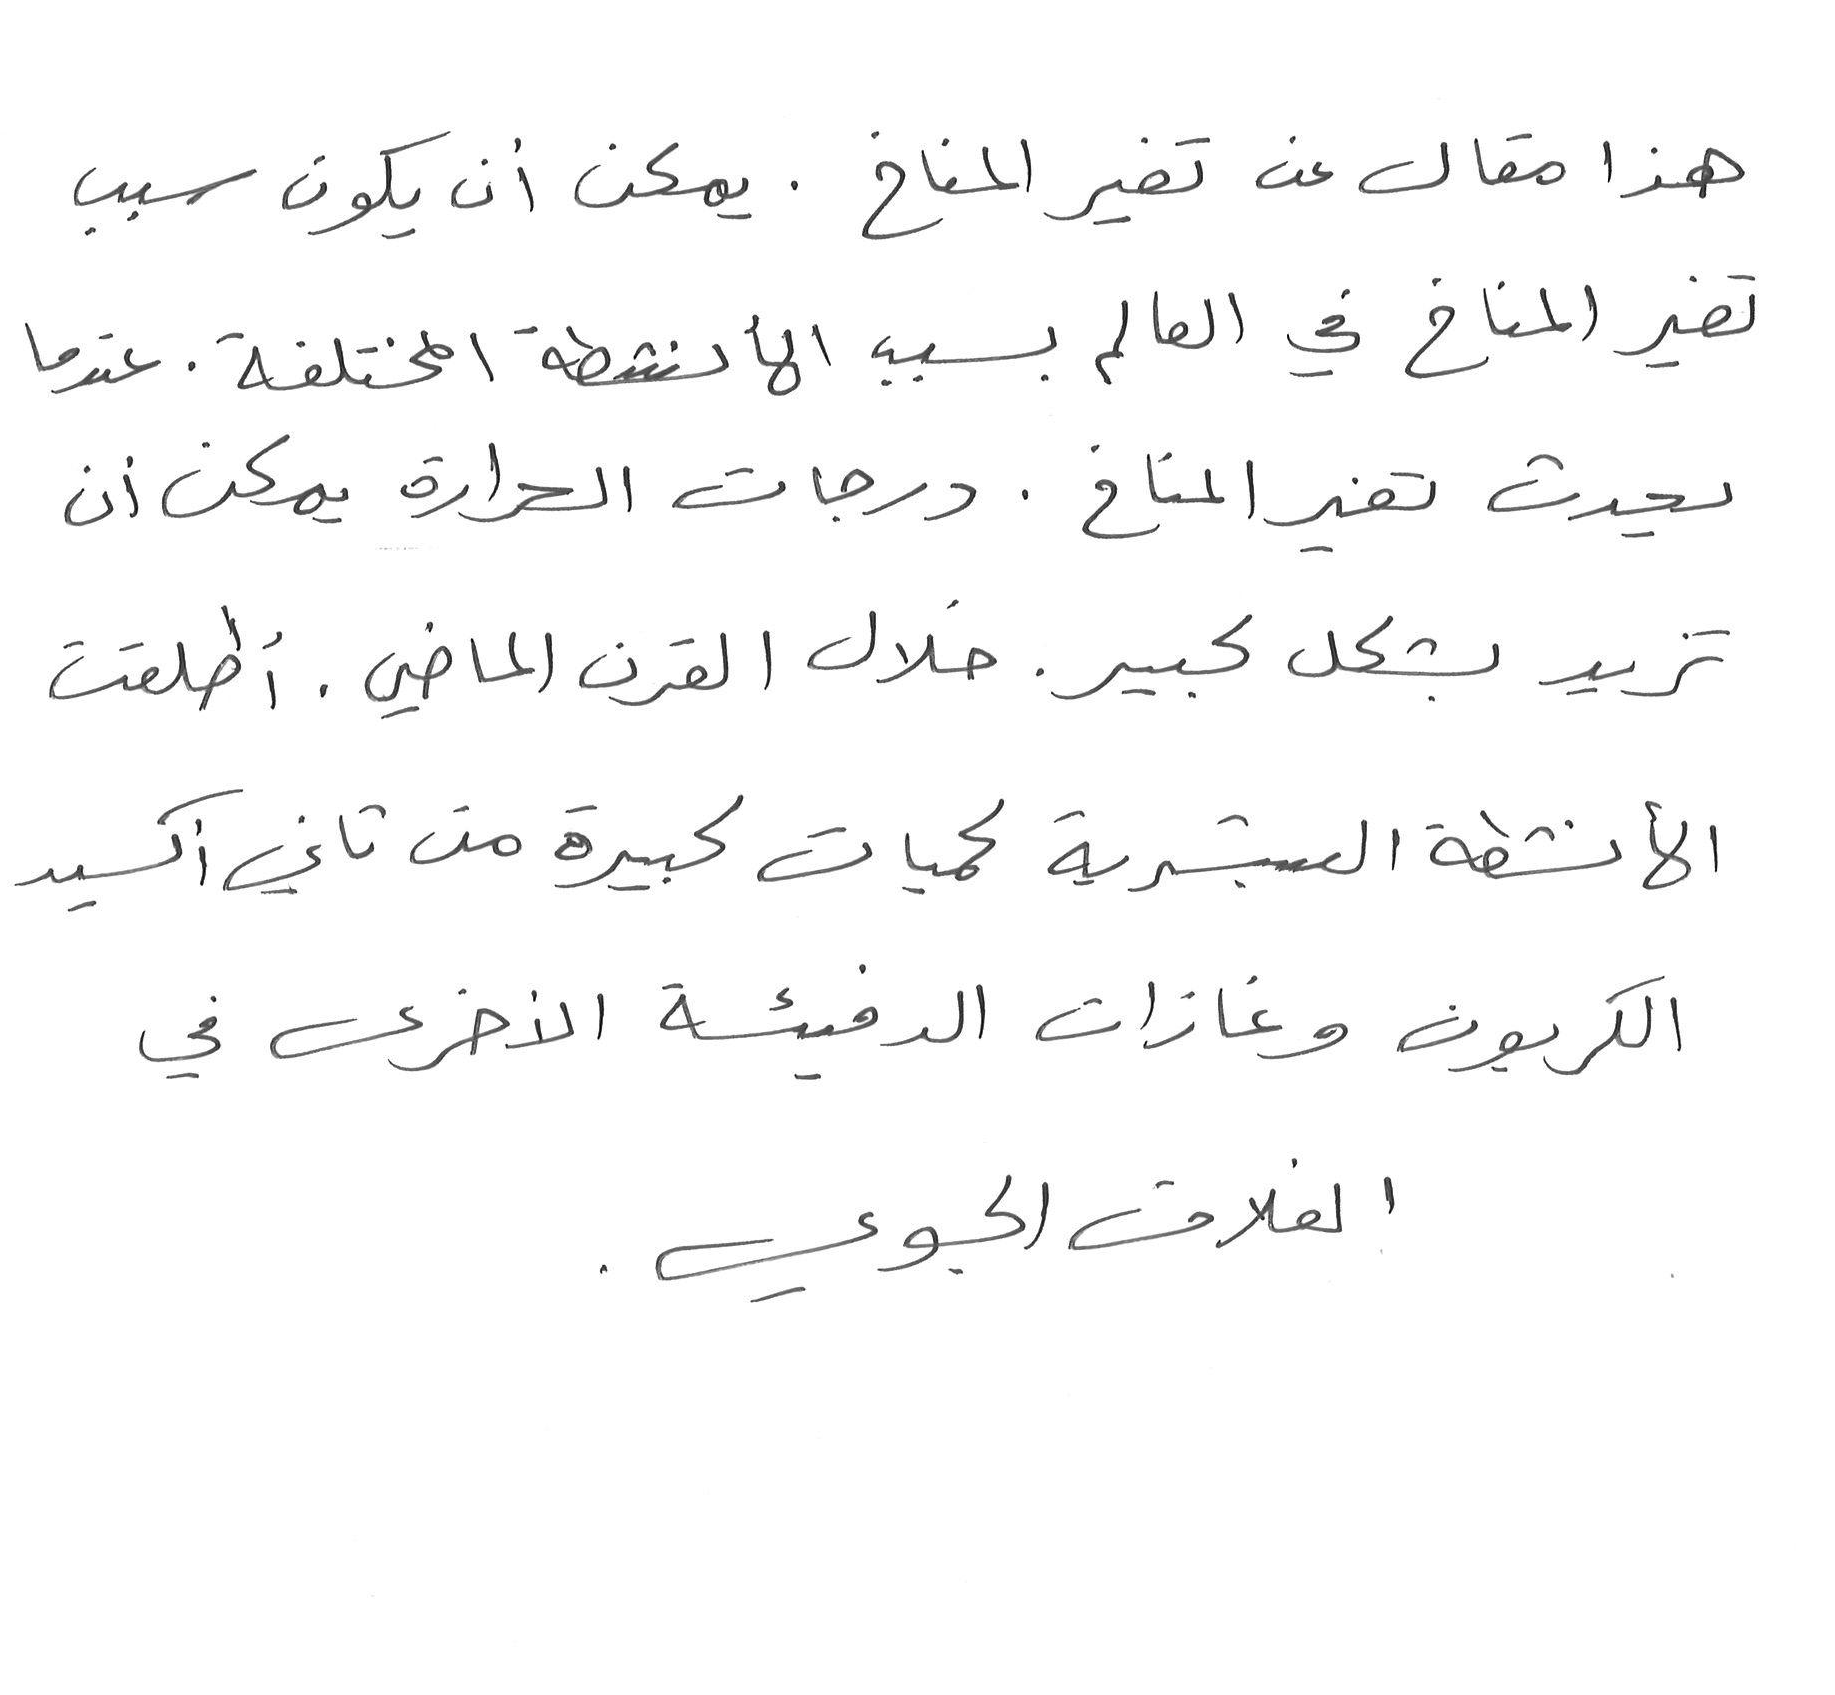 هذا مقال عن تغير المناخ . يمكن أن يكون سبب
تغير المناخ في العالم بسبب الأنشطة المختلفة . عندما
يحدث تغير المناخ . درجات الحرارة يمكن أن
تزيد بشكل كبير . خلال القرن الماضي . أطلقت
الأنشطة البشرية كميات كبيرة من ثاني أكسيد
الكربون وغازات الدفيئة الأخرى في
الغلاف الجوي .